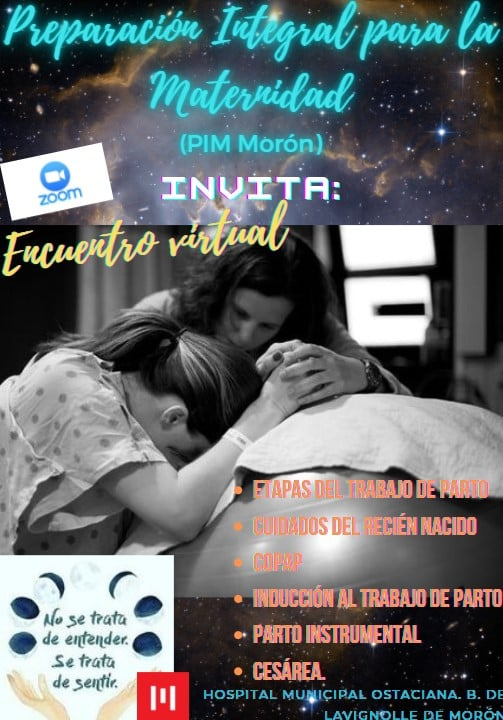 Preparación Integral para la
Maternidad
(PIM Morón)
zoom
INVITA:
Encuentro virtual
• ETAPAS DEL TRABAJO DE PARTO
• CUIDADOS DEL RECIÉN NACIDO
• COPAP
• INDUCCIÓN AL TRABAJO DE PARTO
• PARTO INSTRUMENTAL
• CESÁREA.
No se trata
de entender.
Se trata
de sentir.
HOSPITAL MUNICIPAL OSTACIANA. B. DE
LAVIGNOLLE DE MORÓN